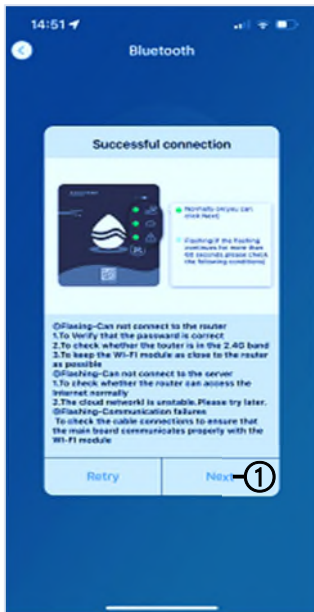 14:51
Bluetooth
Successful connection
Normally on:you can
click Next;
Flashing:If the flashing
continues for more than
60 seconds,please check
the following conditions:
①Flasing-Can not connect to the router
1.To Verify that the password is correct
2.To check whether the touter is in the 2.4G band
3.To keep the Wi-Fi module as close to the router
as possible
②Flashing-Can not connect to the server
1.To check whether the router can access the
Internet normally
2.The cloud networkl is unstable.Please try later.
③Flashing-Communication failures
To check the cable connections to ensure that
the main board communicates properly with the
Wi-Fi module
Retry
Next
1